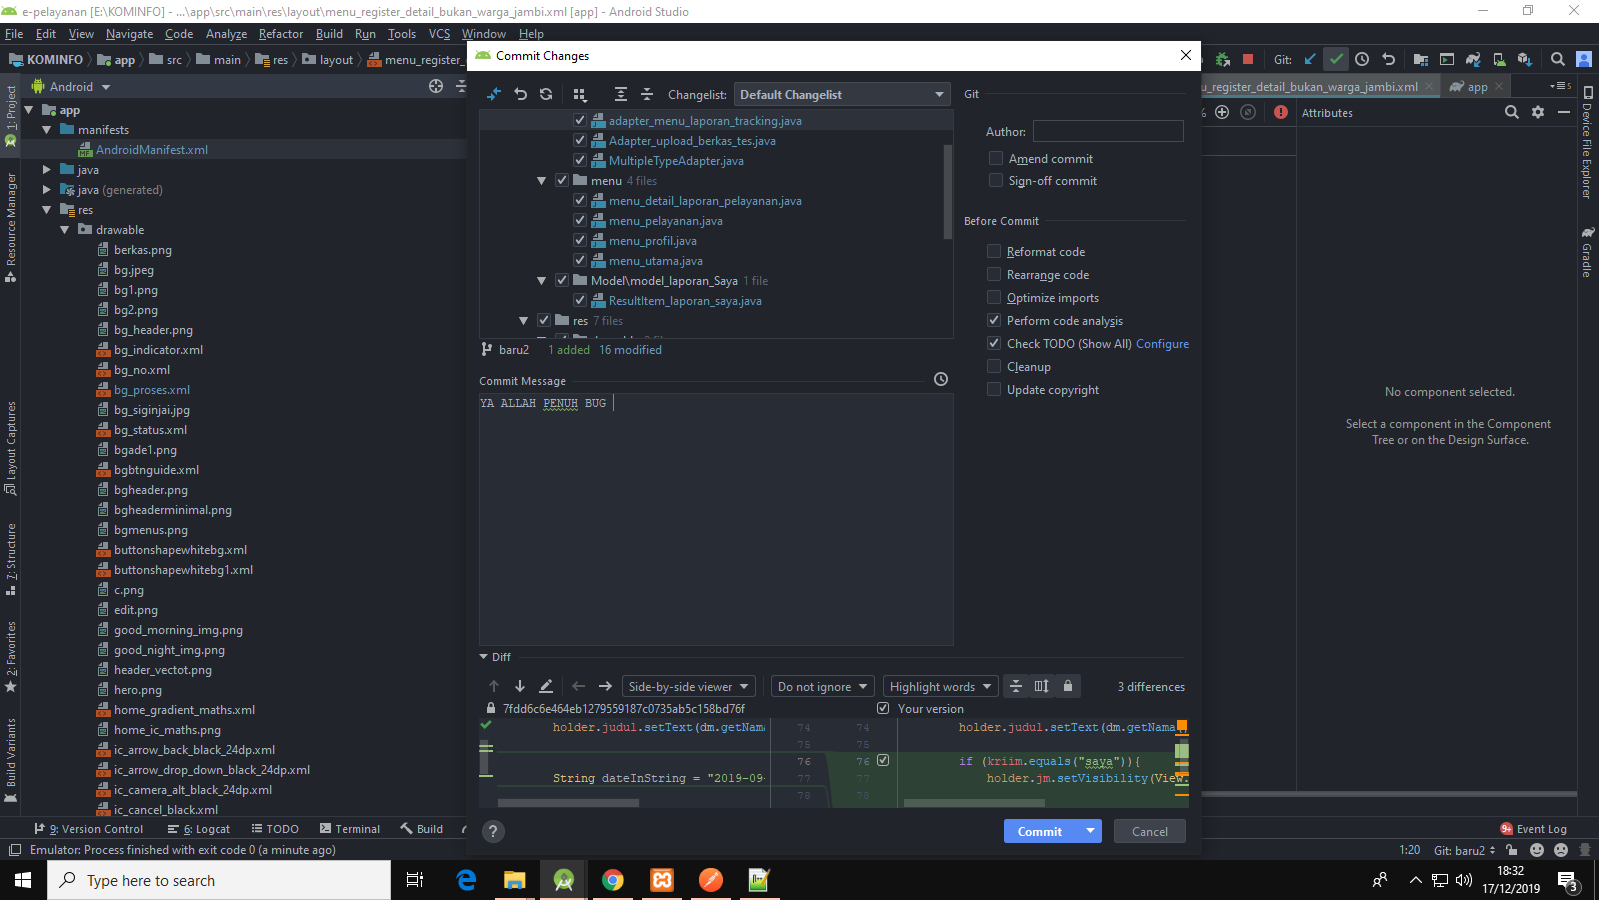 e-pelayanan [E:\KOMINFO] - ...\app\src\main\res\layout\menu_register_detail_bukan_warga_jambi.xml [app] - Android Studio
File Edit View Navigate Code Analyze Refactor Build Run Tools VCS Window Help
KOMINFO app src main res layout menu_register_
Git:
Commit Changes
Android
Changelist: Default Changelist
Git
u_register_detail_bukan_warga_jambi.xml
app
5
Attributes
1: Project
Resource Manager
Layout Captures
7: Structure
2: Favorites
Build Variants
Device File Explorer
Gradle
app
manifests
AndroidManifest.xml
java
java (generated)
res
drawable
berkas.png
bg.jpeg
bg1.png
bg2.png
bg_header.png
bg_indicator.xml
bg_no.xml
bg_proses.xml
bg_siginjai.jpg
bg_status.xml
bgade1.png
bgbtnguide.xml
bgheader.png
bgheaderminimal.png
bgmenus.png
buttonshapewhitebg.xml
buttonshapewhitebg1.xml
c.png
edit.png
good_morning_img.png
good_night_img.png
header_vectot.png
hero.png
home_gradient_maths.xml
home_ic_maths.png
ic_arrow_back_black_24dp.xml
ic_arrow_drop_down_black_24dp.xml
ic_camera_alt_black_24dp.xml
ic_cancel_black.xml
adapter_menu_laporan_tracking.java
Adapter_upload_berkas_tes.java
MultipleTypeAdapter.java
menu 4 files
menu_detail_laporan_pelayanan.java
menu_pelayanan.java
menu_profil.java
menu_utama.java
Model\model_laporan_Saya 1 file
ResultItem_laporan_saya.java
res 7 files
baru2 1 added 16 modified
Commit Message
YA ALLAH PENUH BUG
Author:
Amend commit
Sign-off commit
Before Commit
Reformat code
Rearrange code
Optimize imports
Perform code analysis
Check TODO (Show All) Configure
Cleanup
Update copyright
No component selected.
Select a component in the Component
Tree or on the Design Surface.
Diff
Side-by-side viewer Do not ignore Highlight words 3 differences
7fdd6c6e464eb1279559187c0735ab5c158bd76f Your version
holder.judul.setText(dm.getNama 74 74 holder.judul.setText(dm.getNama()
75 75
76 76 if (kriim.equals("saya")){
String dateInString = "2019-09- 77 77 holder.jm.setVisibility(View.
78 78
? Commit Cancel
9: Version Control 6: Logcat TODO Terminal Build 9+ Event Log
Emulator: Process finished with exit code 0 (a minute ago) 1:20 Git: baru2
Type here to search
18:32
17/12/2019
3